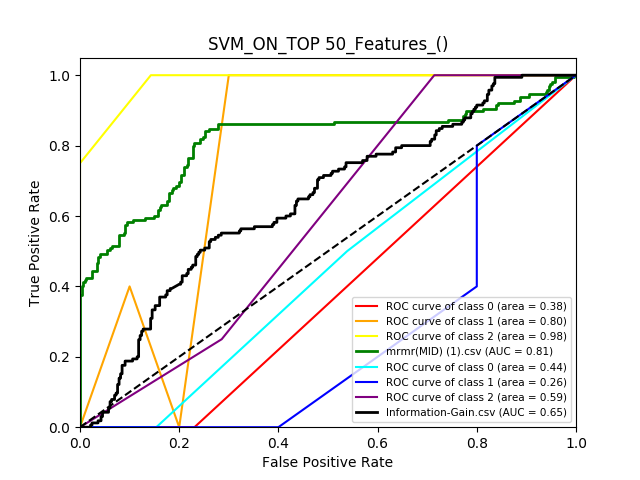 SVM_ON_TOP 50_Features_()
True Positive Rate
1.0
0.8
0.6
0.4
0.2
0.0
ROC curve of class 0 (area = 0.38)
ROC curve of class 1 (area = 0.80)
ROC curve of class 2 (area = 0.98)
mrmr(MID) (1).csv (AUC = 0.81)
ROC curve of class 0 (area = 0.44)
ROC curve of class 1 (area = 0.26)
ROC curve of class 2 (area = 0.59)
Information-Gain.csv (AUC = 0.65)
0.0 0.2 0.4 0.6 0.8 1.0
False Positive Rate